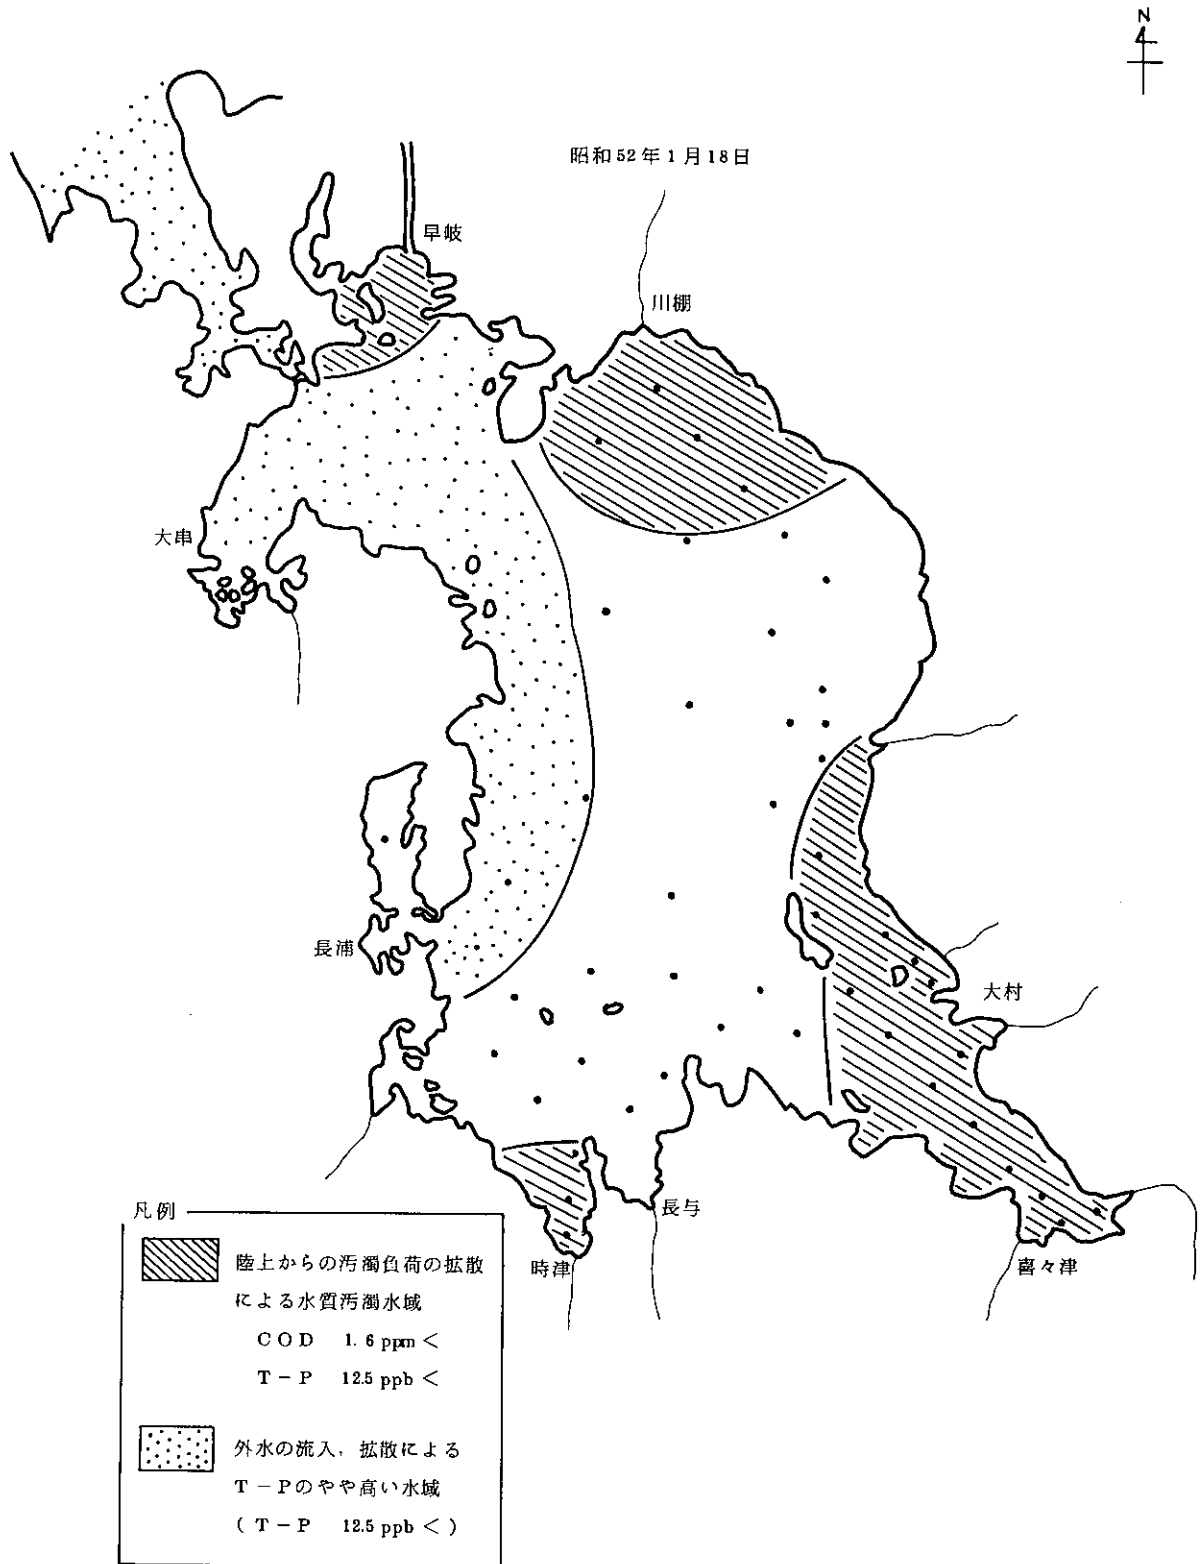 N
昭和52年1月18日
早岐
川棚
大串
長浦
大村
長与
時津
喜々津
凡例
陸上からの汚濁負荷の拡散
による水質汚濁水域
COD 1.6 ppm <
T-P 12.5 ppb <
外水の流入、拡散による
T-Pのやや高い水域
(T-P 12.5 ppb <)